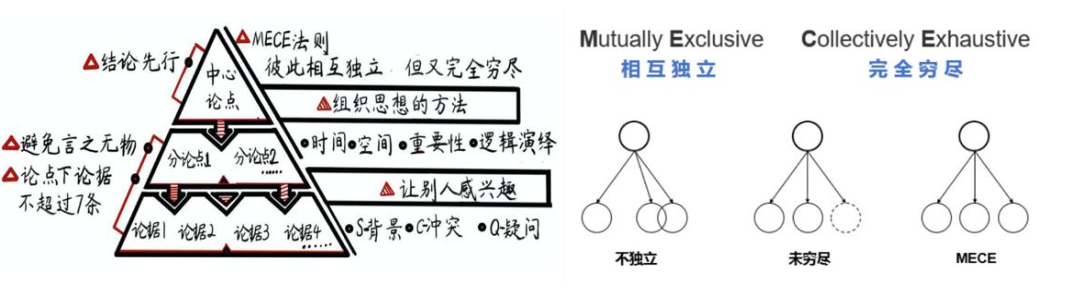 MECE法则
彼此相互独立 但又完全穷尽
结论先行
中心
论点
组织思想的方法
避免言之无物
论点下论据
不超过7条
分论点1
分论点2
……
时间 空间 重要性 逻辑演绎
让别人感兴趣
论据1
论据2
论据3
论据4
……
S-背景 C-冲突 Q-疑问
Mutually Exclusive
相互独立
Collectively Exhaustive
完全穷尽
不独立
未穷尽
MECE